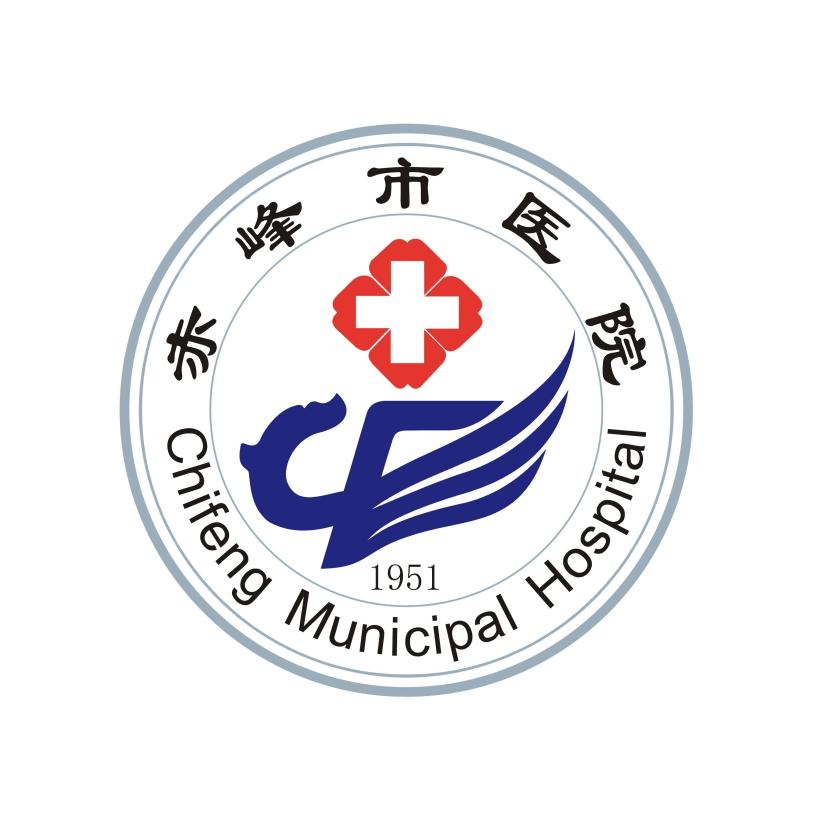 赤峰市医院
1951
Chifeng Municipal Hospital